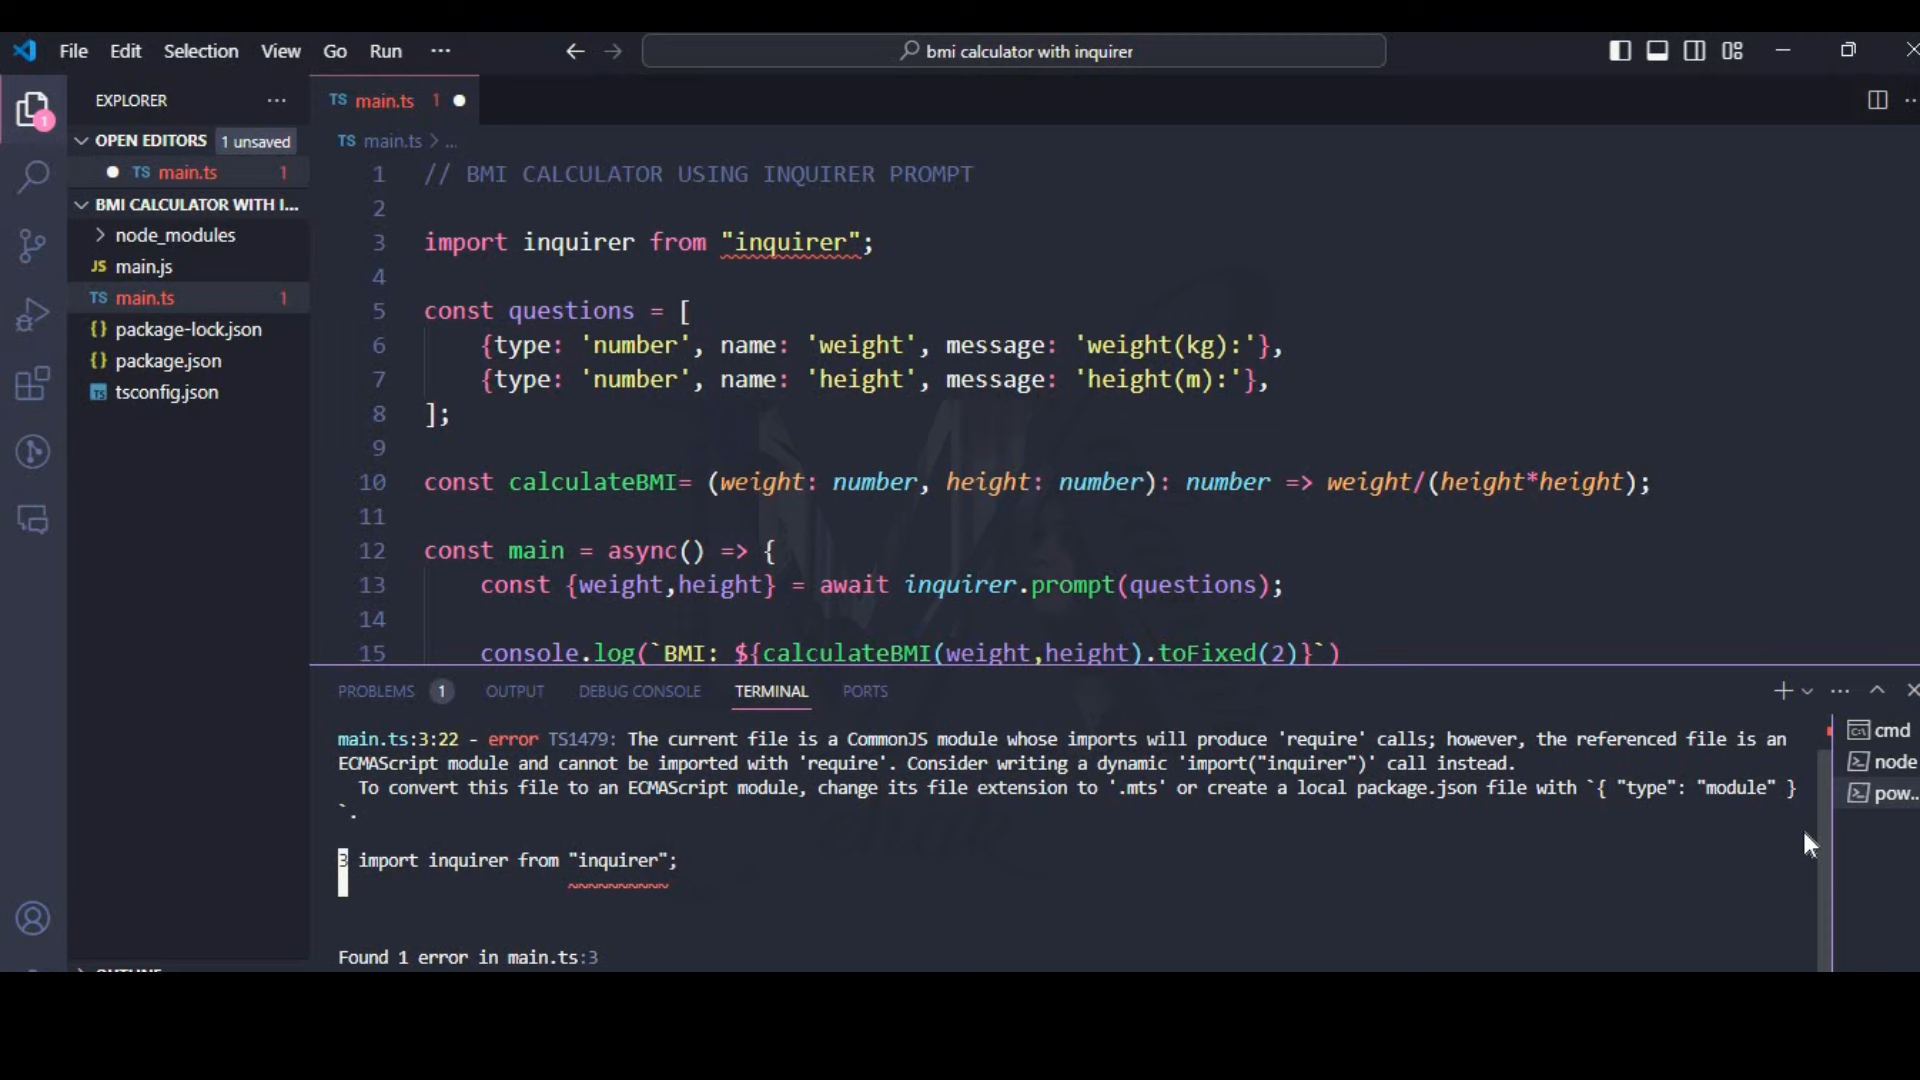 File Edit Selection View Go Run ··· bmi calculator with inquirer
EXPLORER ···
1
OPEN EDITORS 1 unsaved
TS main.ts 1
BMI CALCULATOR WITH I...
node_modules
JS main.js
TS main.ts 1
{} package-lock.json
{} package.json
TS tsconfig.json
TS main.ts 1
TS main.ts > ...
1 // BMI CALCULATOR USING INQUIRER PROMPT
2
3 import inquirer from "inquirer";
4
5 const questions = [
6 {type: 'number', name: 'weight', message: 'weight(kg):'},
7 {type: 'number', name: 'height', message: 'height(m):'},
8 ];
9
10 const calculateBMI= (weight: number, height: number): number => weight/(height*height);
11
12 const main = async() => {
13 const {weight,height} = await inquirer.prompt(questions);
14
15 console.log(`BMI: ${calculateBMI(weight,height).toFixed(2)}`)
PROBLEMS 1 OUTPUT DEBUG CONSOLE TERMINAL PORTS
main.ts:3:22 - error TS1479: The current file is a CommonJS module whose imports will produce 'require' calls; however, the referenced file is an
ECMAScript module and cannot be imported with 'require'. Consider writing a dynamic 'import("inquirer")' call instead.
To convert this file to an ECMAScript module, change its file extension to '.mts' or create a local package.json file with `{ "type": "module" }
`.
3 import inquirer from "inquirer";
~~~~~~~~~~
Found 1 error in main.ts:3
cmd
node
pow...